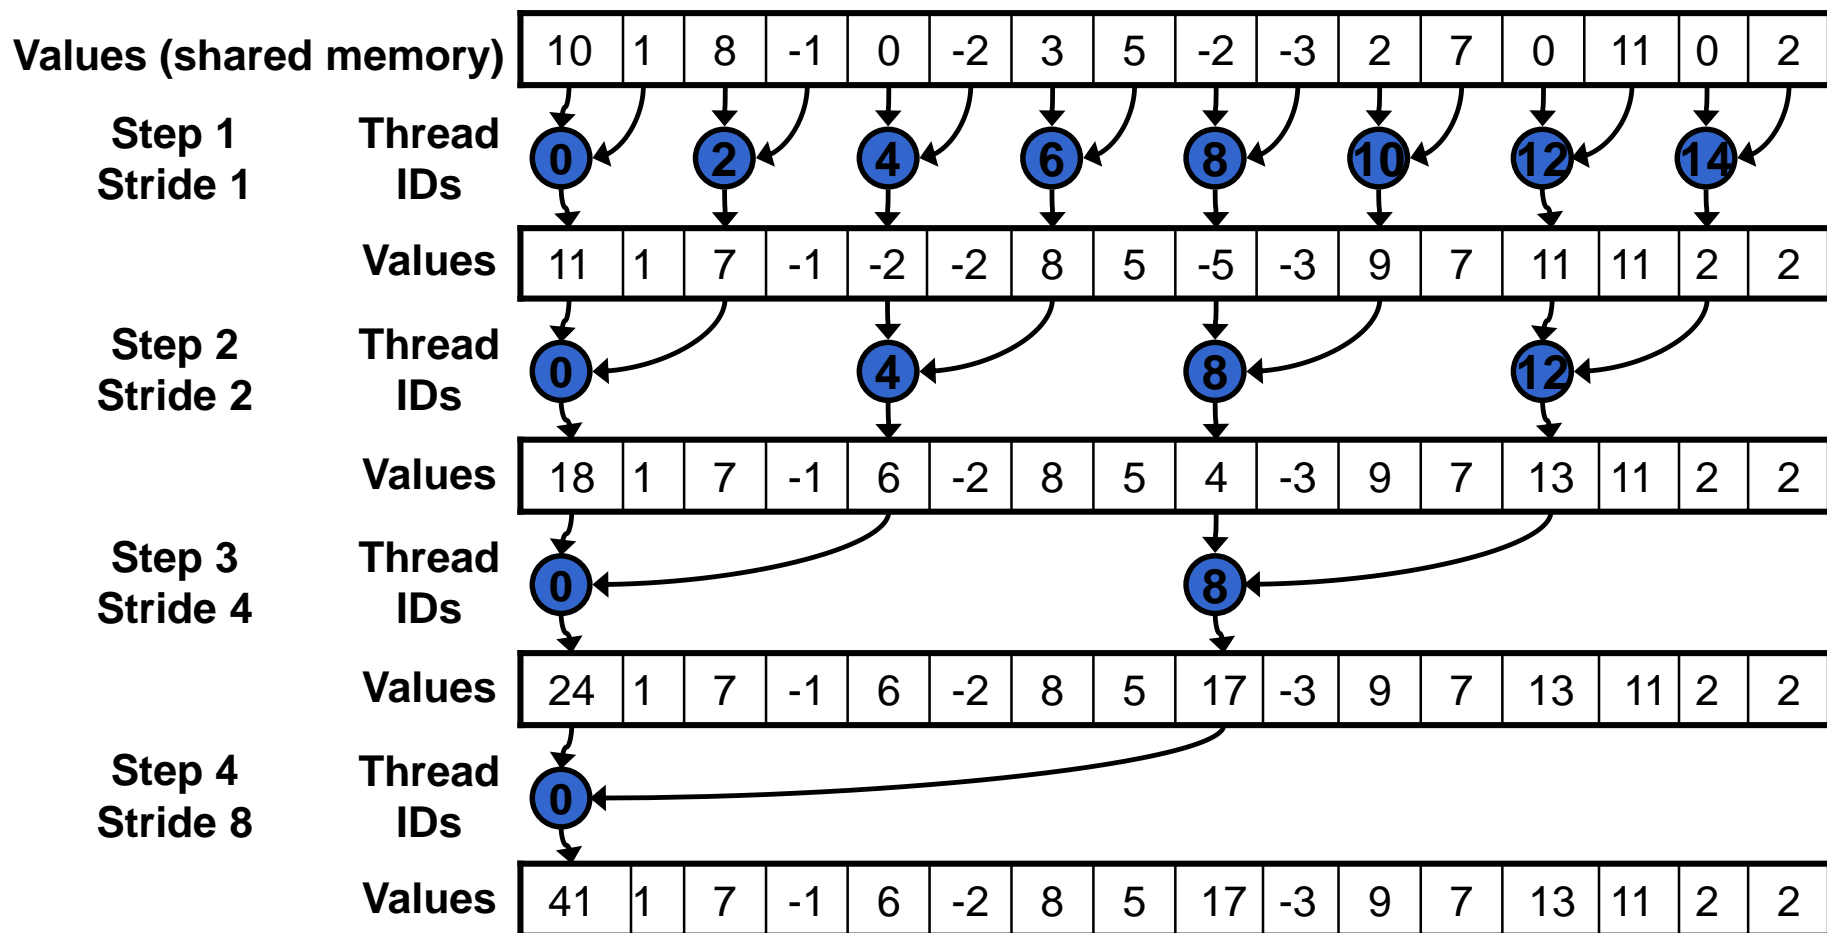 Values (shared memory) 10 1 8 -1 0 -2 3 5 -2 -3 2 7 0 11 0 2
Step 1 Thread
0 2 4 6 8 10 12 14
Stride 1 IDs
Values 11 1 7 -1 -2 -2 8 5 -5 -3 9 7 11 11 2 2
Step 2 Thread
0 4 8 12
Stride 2 IDs
Values 18 1 7 -1 6 -2 8 5 4 -3 9 7 13 11 2 2
Step 3 Thread
0 8
Stride 4 IDs
Values 24 1 7 -1 6 -2 8 5 17 -3 9 7 13 11 2 2
Step 4 Thread
0
Stride 8 IDs
Values 41 1 7 -1 6 -2 8 5 17 -3 9 7 13 11 2 2